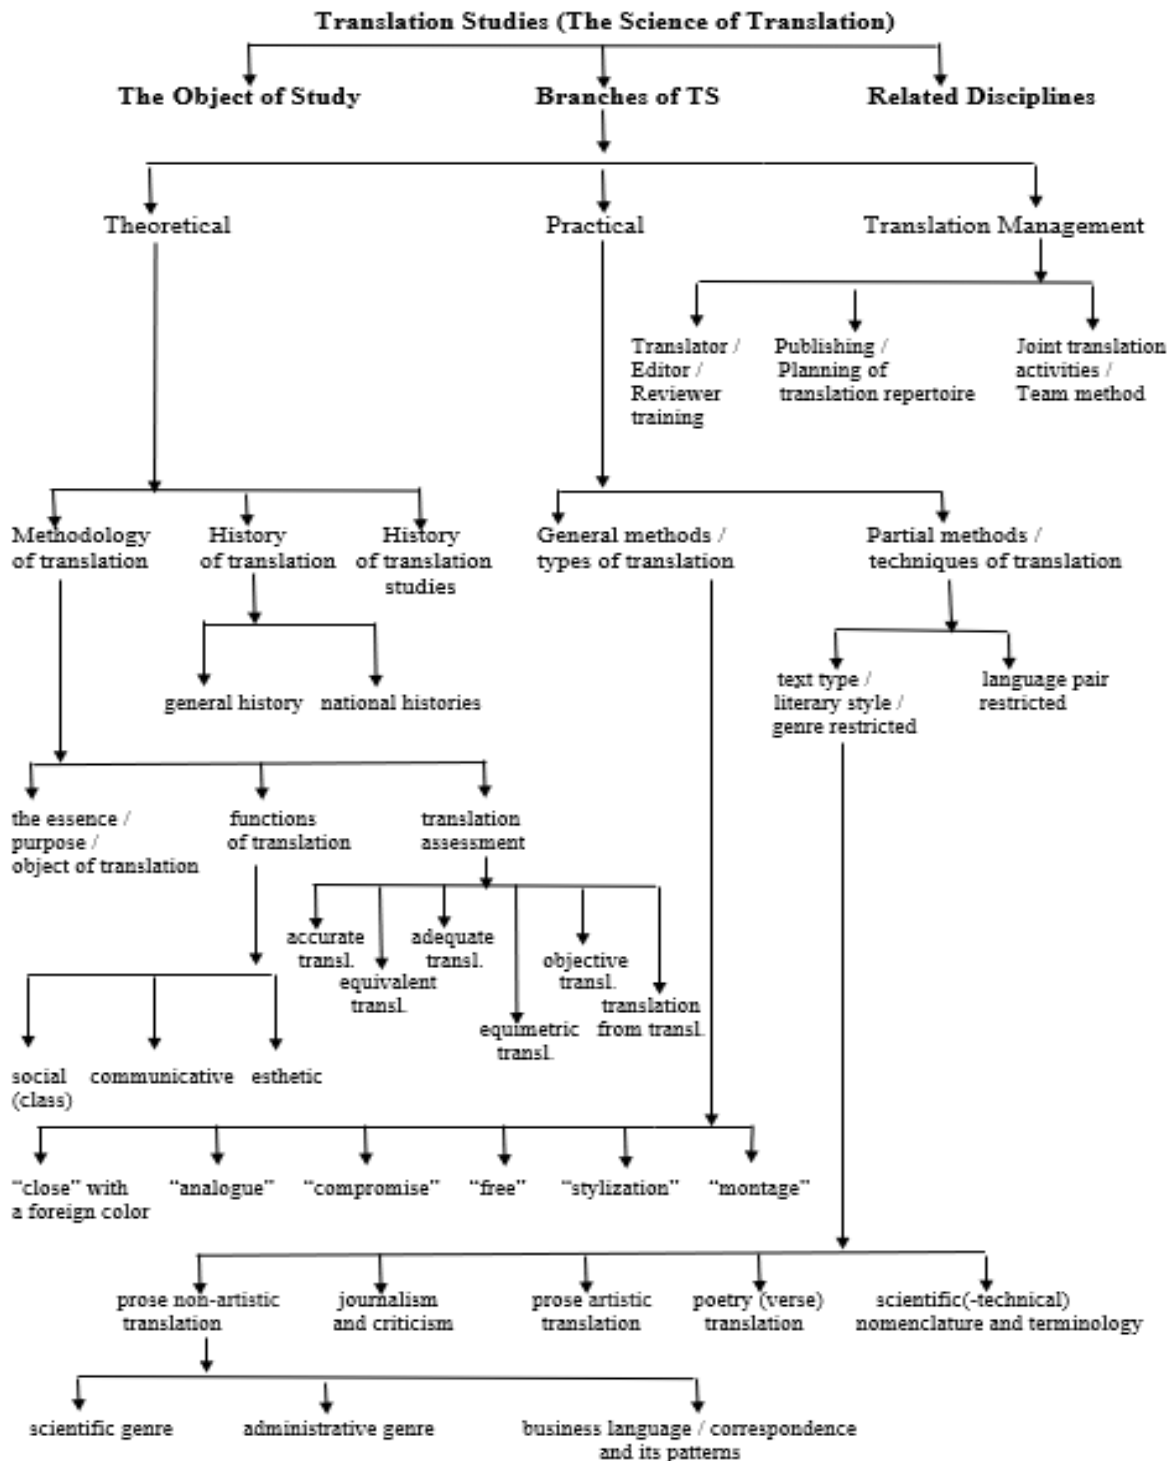 Translation Studies (The Science of Translation)
The Object of Study
Branches of TS
Related Disciplines
Theoretical
Practical
Translation Management
Translator /
Editor /
Reviewer
training
Publishing /
Planning of
translation repertoire
Joint translation
activities /
Team method
Methodology
of translation
History
of translation
History
of translation
studies
General methods /
types of translation
Partial methods /
techniques of translation
general history
national histories
text type /
literary style /
genre restricted
language pair
restricted
the essence /
purpose /
object of translation
functions
of translation
translation
assessment
accurate
transl.
equivalent
transl.
adequate
transl.
equimetric
transl.
objective
transl.
translation
from transl.
social
(class)
communicative
esthetic
“close” with
a foreign color
“analogue”
“compromise”
“free”
“stylization”
“montage”
prose non-artistic
translation
journalism
and criticism
prose artistic
translation
poetry (verse)
translation
scientific(-technical)
nomenclature and terminology
scientific genre
administrative genre
business language / correspondence
and its patterns